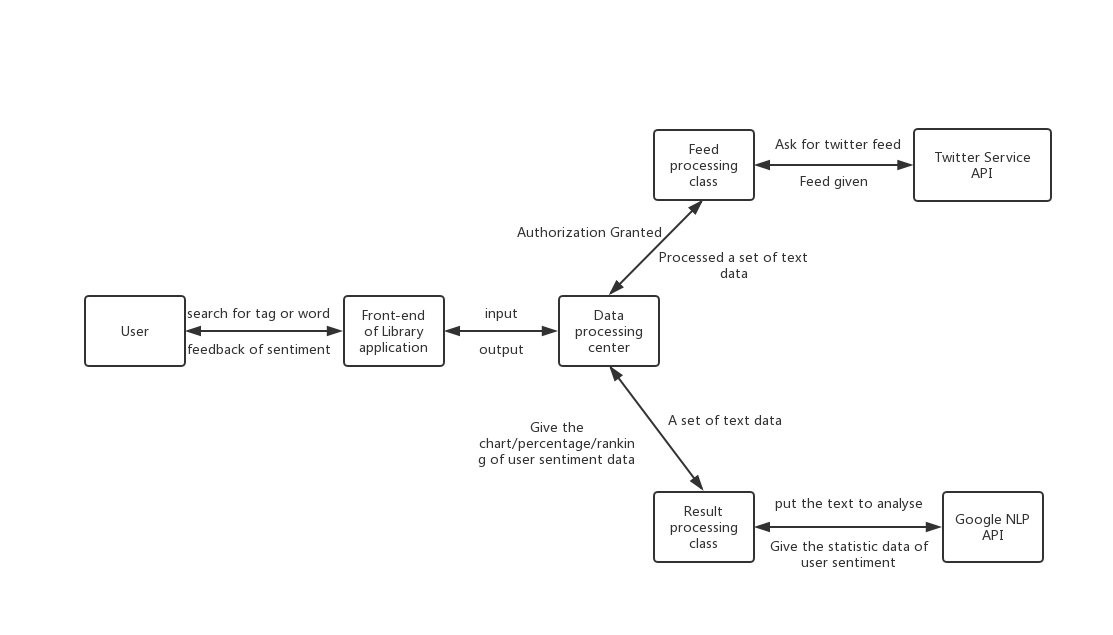 Feed
processing
class
Ask for twitter feed
Feed given
Twitter Service
API
Authorization Granted
Processed a set of text
data
User
search for tag or word
feedback of sentiment
Front-end
of Library
application
input
output
Data
processing
center
Give the
chart/percentage/rankin
g of user sentiment data
A set of text data
Result
processing
class
put the text to analyse
Give the statistic data of
user sentiment
Google NLP
API